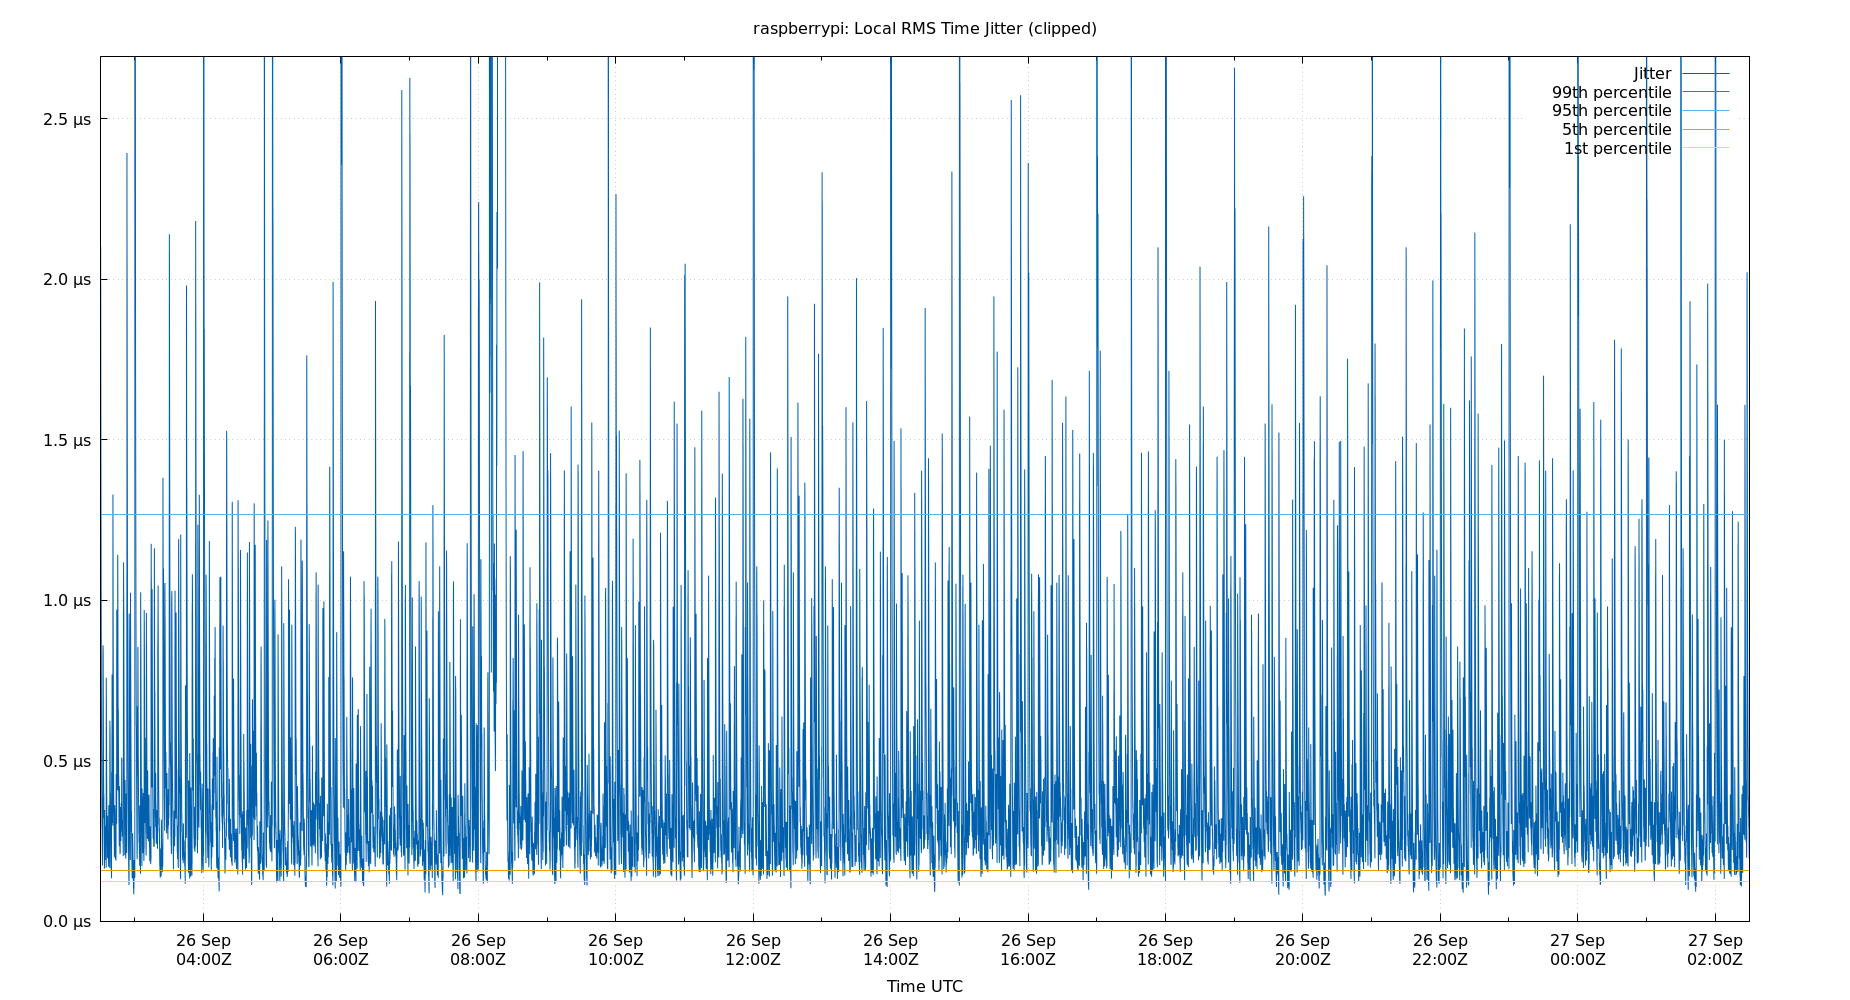 raspberrypi: Local RMS Time Jitter (clipped)
Jitter
99th percentile
95th percentile
5th percentile
1st percentile
2.5 µs
2.0 µs
1.5 µs
1.0 µs
0.5 µs
0.0 µs
26 Sep 26 Sep 26 Sep 26 Sep 26 Sep 26 Sep 26 Sep 26 Sep 26 Sep 26 Sep 27 Sep 27 Sep
04:00Z 06:00Z 08:00Z 10:00Z 12:00Z 14:00Z 16:00Z 18:00Z 20:00Z 22:00Z 00:00Z 02:00Z
Time UTC